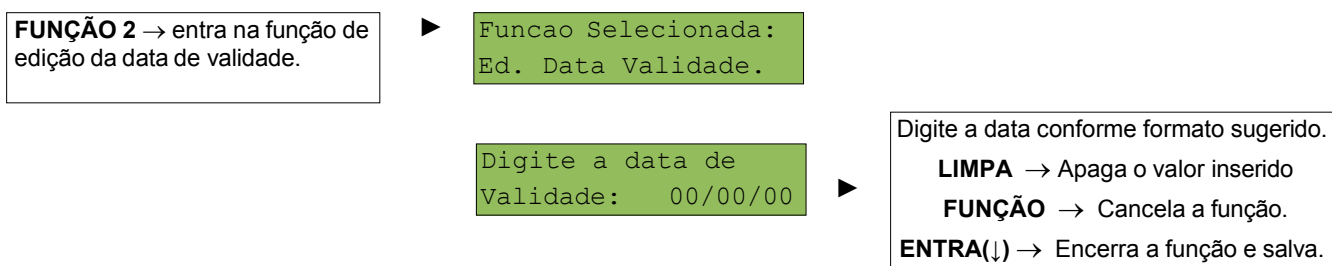 FUNÇÃO 2 → entra na função de
edição da data de validade.
►
Funcao Selecionada:
Ed. Data Validade.
Digite a data de
Validade: 00/00/00
►
Digite a data conforme formato sugerido.
LIMPA → Apaga o valor inserido
FUNÇÃO → Cancela a função.
ENTRA(↓) → Encerra a função e salva.